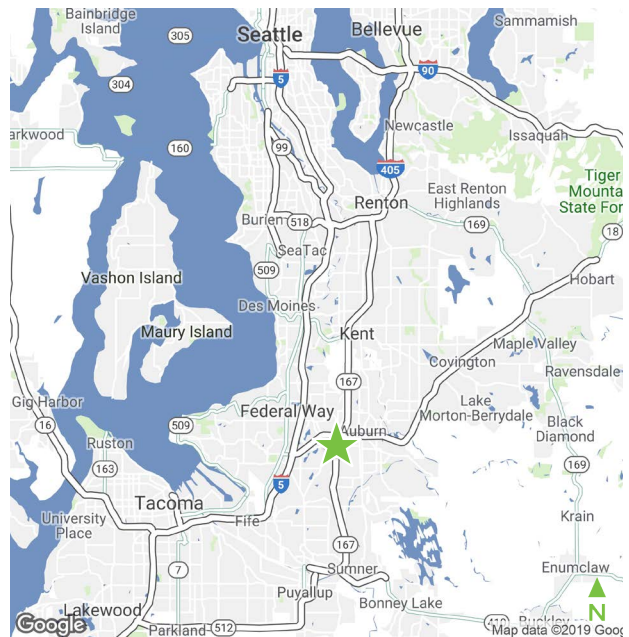 Bainbridge
Island
305
Seattle
Bellevue
Sammamish
304
5
90
arkwood
Newcastle
Issaquah
160
99
405
Tiger
Mounta
State For
East Renton
Highlands
Renton
Burien
518
169
18
SeaTac
509
Hobart
Vashon Island
Des Moines
Maury Island
Kent
Maple Valley
Covington
Ravensdale
167
Gig Harbor
Federal Way
Lake
Morton-Berrydale
16
509
Auburn
Black
Diamond
Ruston
163
169
5
Tacoma
University
Place
Fife
Krain
167
7
Sumner
Enumclaw
Puyallup
Bonney Lake
N
Lakewood
Google
Parkland
512
410
Buckley
Map data ©2019 Goo